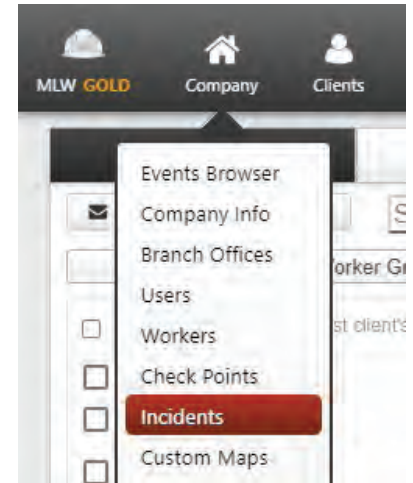 MLW GOLD
Company
Clients
Events Browser
Company Info
Branch Offices
Users
Workers
Check Points
Incidents
Custom Maps